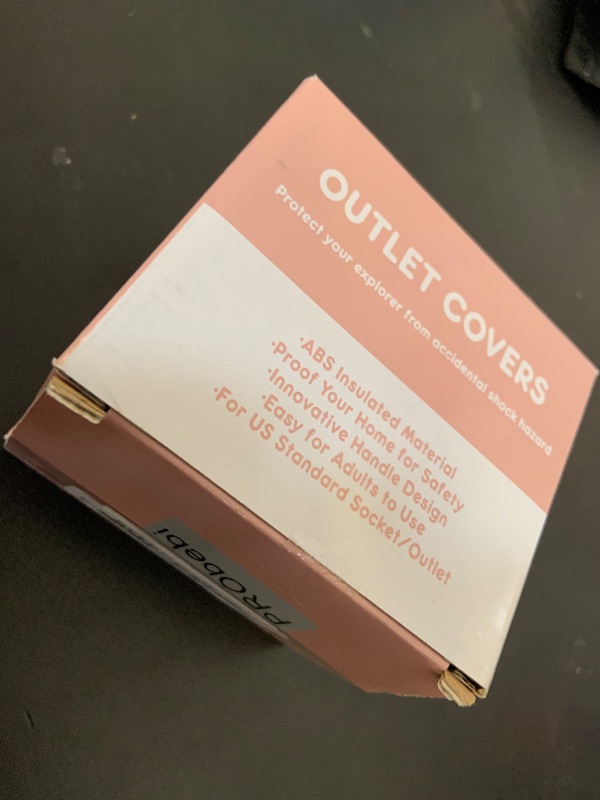 OUTLET COVERS
Protect your explorer from accidental shock hazard
·ABS Insulated Material
·Proof Your Home for Safety
·Innovative Handle Design
·Easy for Adults to Use
·For US Standard Socket/Outlet
PRObebi